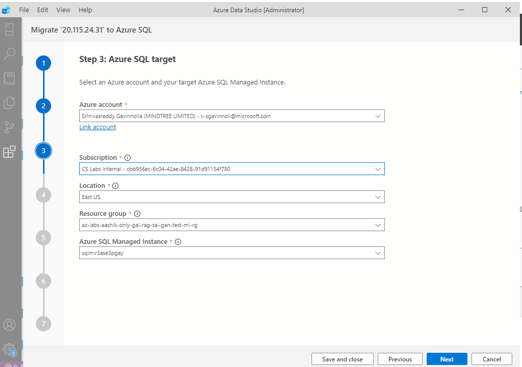 File Edit View Help Azure Data Studio [Administrator]
Migrate '20.115.24.31' to Azure SQL
1
Step 3: Azure SQL target
Select an Azure account and your target Azure SQL Managed Instance.
2
Azure account *
Srinivasreddy Gavinnolla (MINDTREE LIMITED) - v-sgavinnoll@microsoft.com
Link account
3
Subscription *
CS Labs Internal - cbb956ec-6c04-42ae-8428-91d91154f780
Location *
4
East US
Resource group *
az-labs-aashik-only-gal-rag-sai-gan-test-mi-rg
5
Azure SQL Managed Instance *
sqlmir3ase3pgay
6
7
Save and close Previous Next Cancel